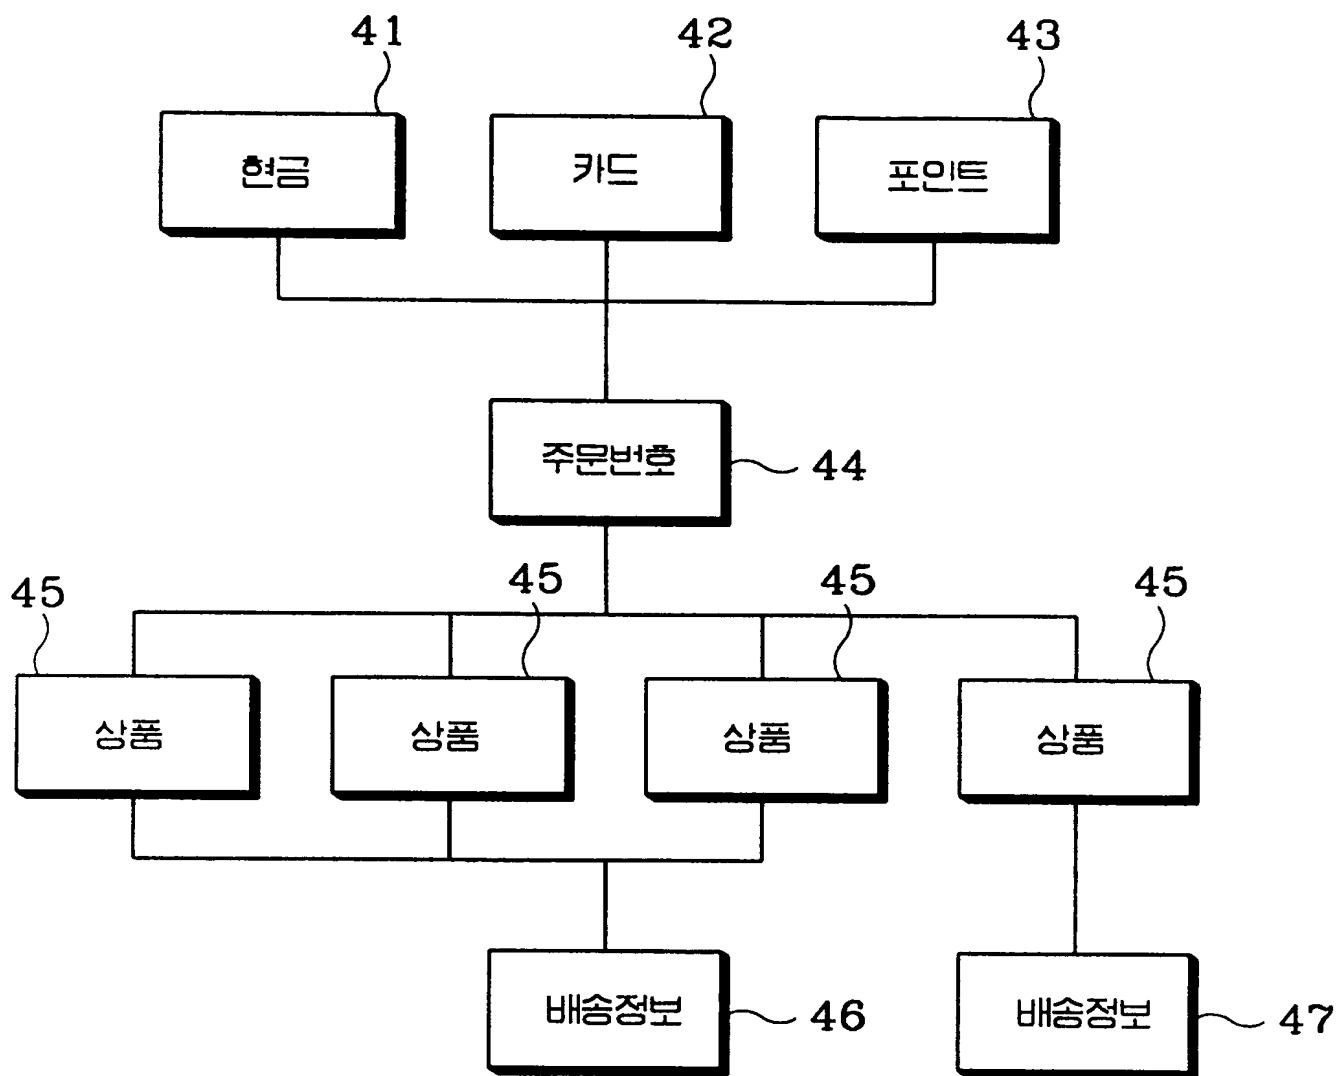 41 42 43
현금 카드 포인트
주문번호 44
45 45 45 45
상품 상품 상품 상품
배송정보 46 배송정보 47